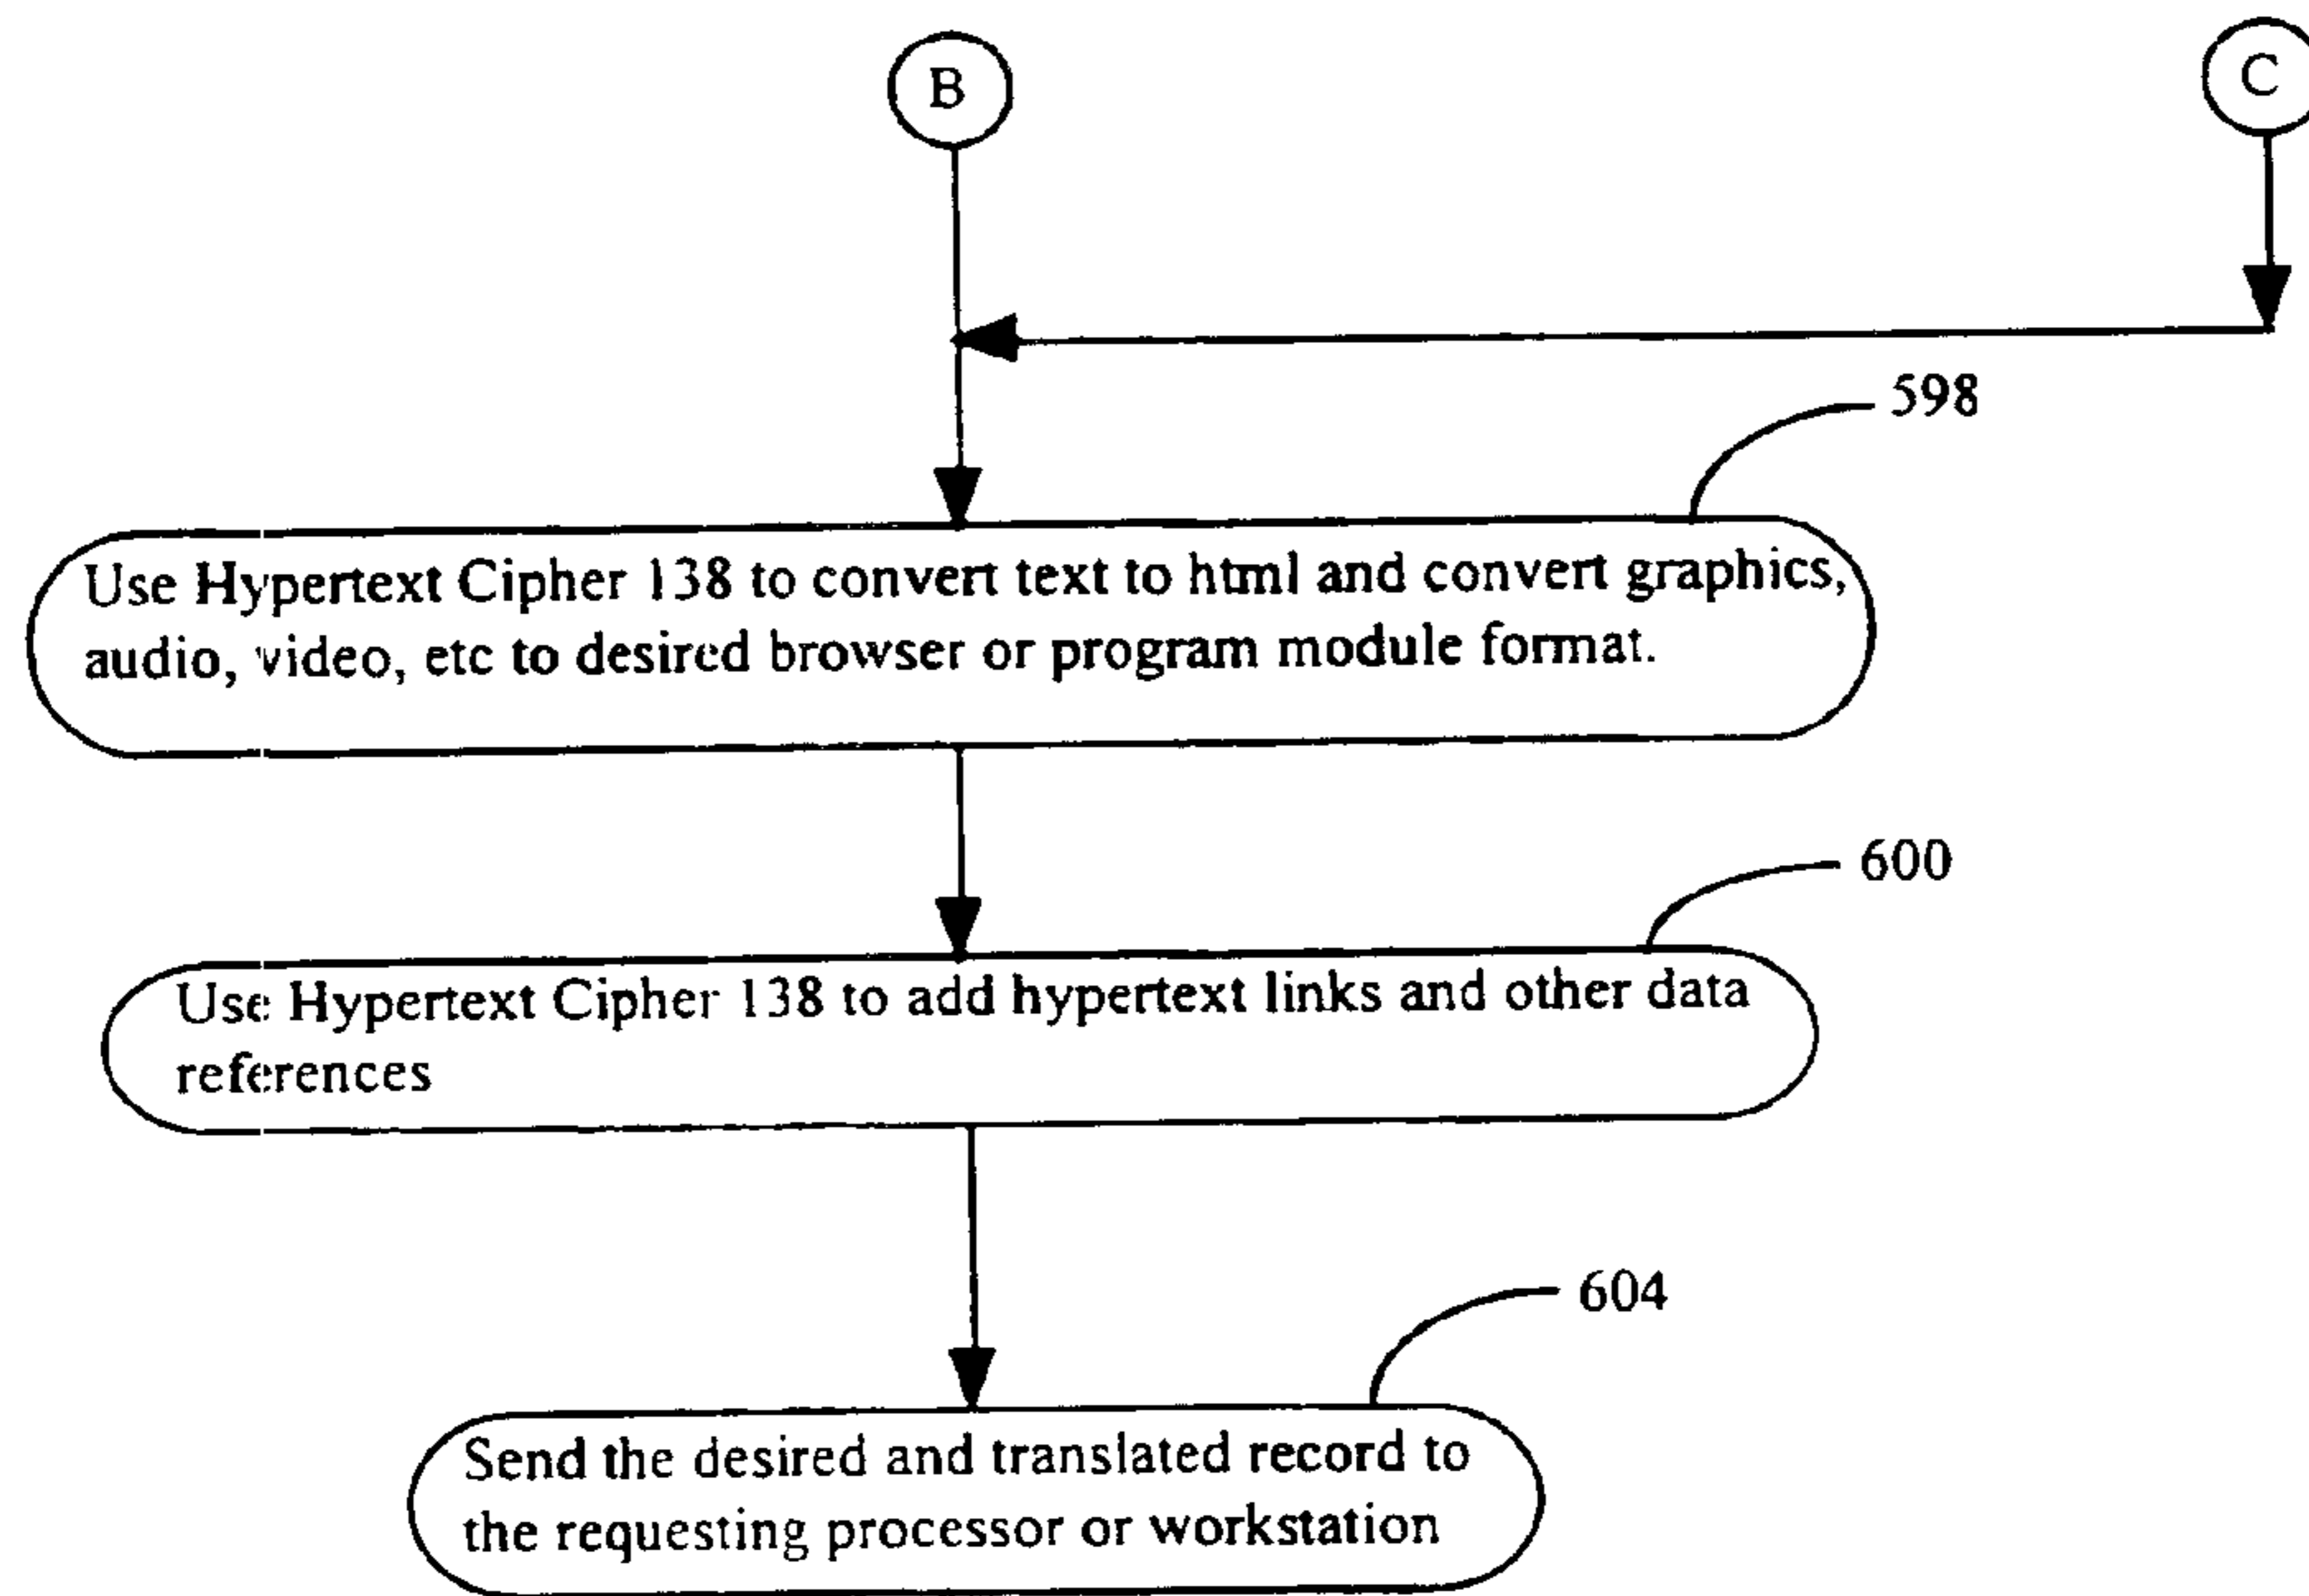 B
C
598
Use Hypertext Cipher 138 to convert text to html and convert graphics,
audio, video, etc to desired browser or program module format.
600
Use Hypertext Cipher 138 to add hypertext links and other data
references
604
Send the desired and translated record to
the requesting processor or workstation